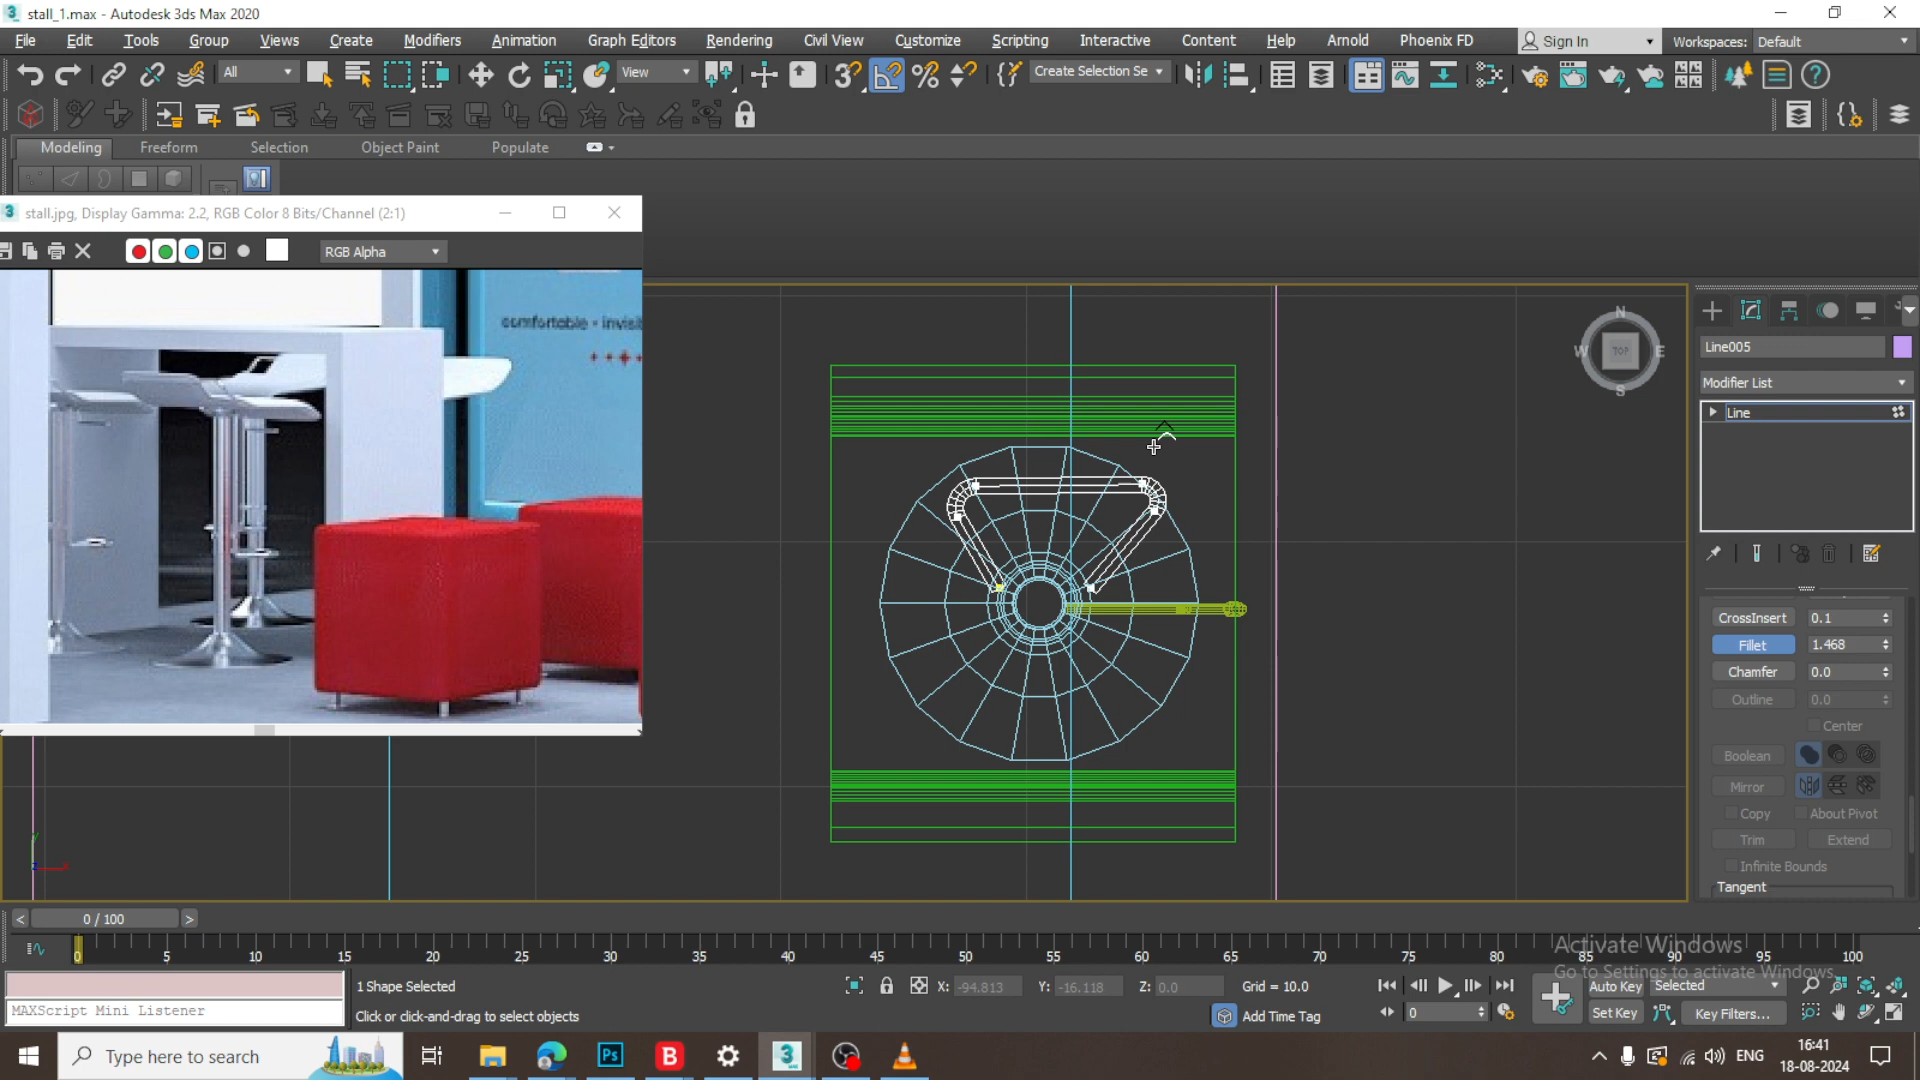 stall_1.max - Autodesk 3ds Max 2020
File Edit Tools Group Views Create Modifiers Animation Graph Editors Rendering Civil View Customize Scripting Interactive Content Help Arnold Phoenix FD Sign In Workspaces: Default
All View Create Selection Se
Modeling Freeform Selection Object Paint Populate
stall.jpg, Display Gamma: 2.2, RGB Color 8 Bits/Channel (2:1)
RGB Alpha
comfortable • invisi
N
W TOP E
S
Line005
Modifier List
Line
CrossInsert 0.1
Fillet 1.468
Chamfer 0.0
Outline 0.0
Center
Boolean
Mirror
Copy About Pivot
Trim Extend
Infinite Bounds
Tangent
< 0 / 100 >
0 5 10 15 20 25 30 35 40 45 50 55 60 65 70 75 80 85 90 95 100
Activate Windows
Go to Settings to activate Windows.
1 Shape Selected
X: -94.813 Y: -16.118 Z: 0.0 Grid = 10.0
Auto Key Selected
MAXScript Mini Listener
Click or click-and-drag to select objects
Add Time Tag
0
Set Key Key Filters...
Type here to search
Ps B 3
ENG
16:41
18-08-2024